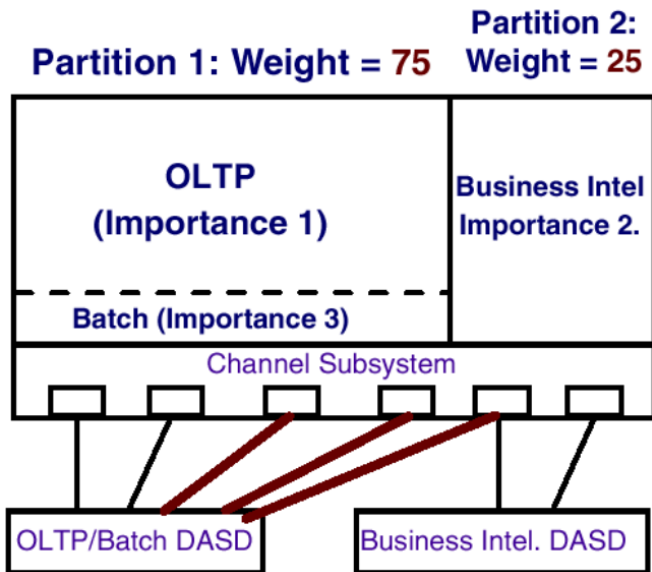 Partition 1: Weight = 75
Partition 2:
Weight = 25
OLTP
(Importance 1)
Batch (Importance 3)
Business Intel
Importance 2.
Channel Subsystem
OLTP/Batch DASD
Business Intel. DASD